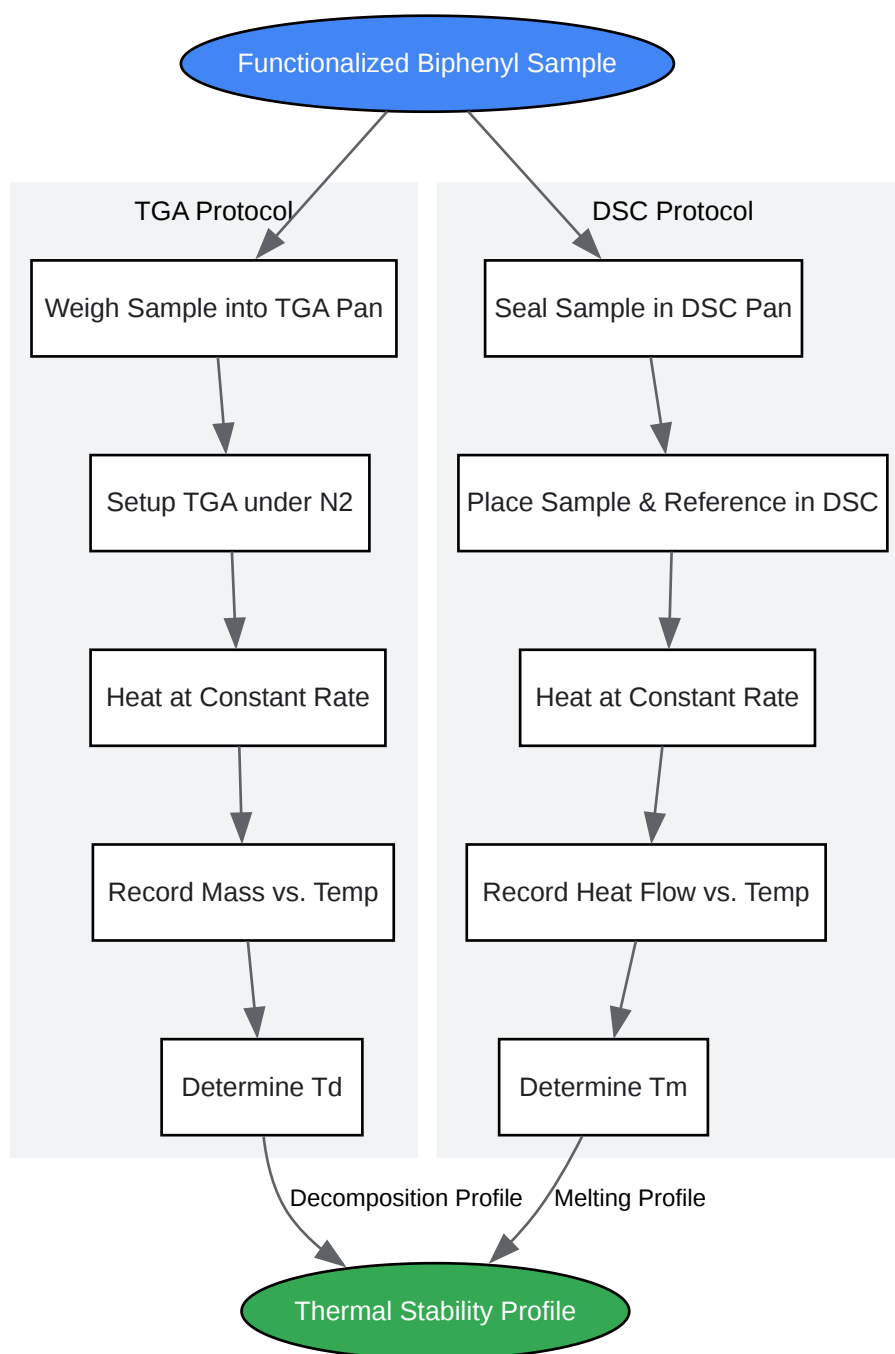 Functionalized Biphenyl Sample
TGA Protocol
Weigh Sample into TGA Pan
Setup TGA under N2
Heat at Constant Rate
Record Mass vs. Temp
Determine Td
DSC Protocol
Seal Sample in DSC Pan
Place Sample & Reference in DSC
Heat at Constant Rate
Record Heat Flow vs. Temp
Determine Tm
Decomposition Profile
Melting Profile
Thermal Stability Profile